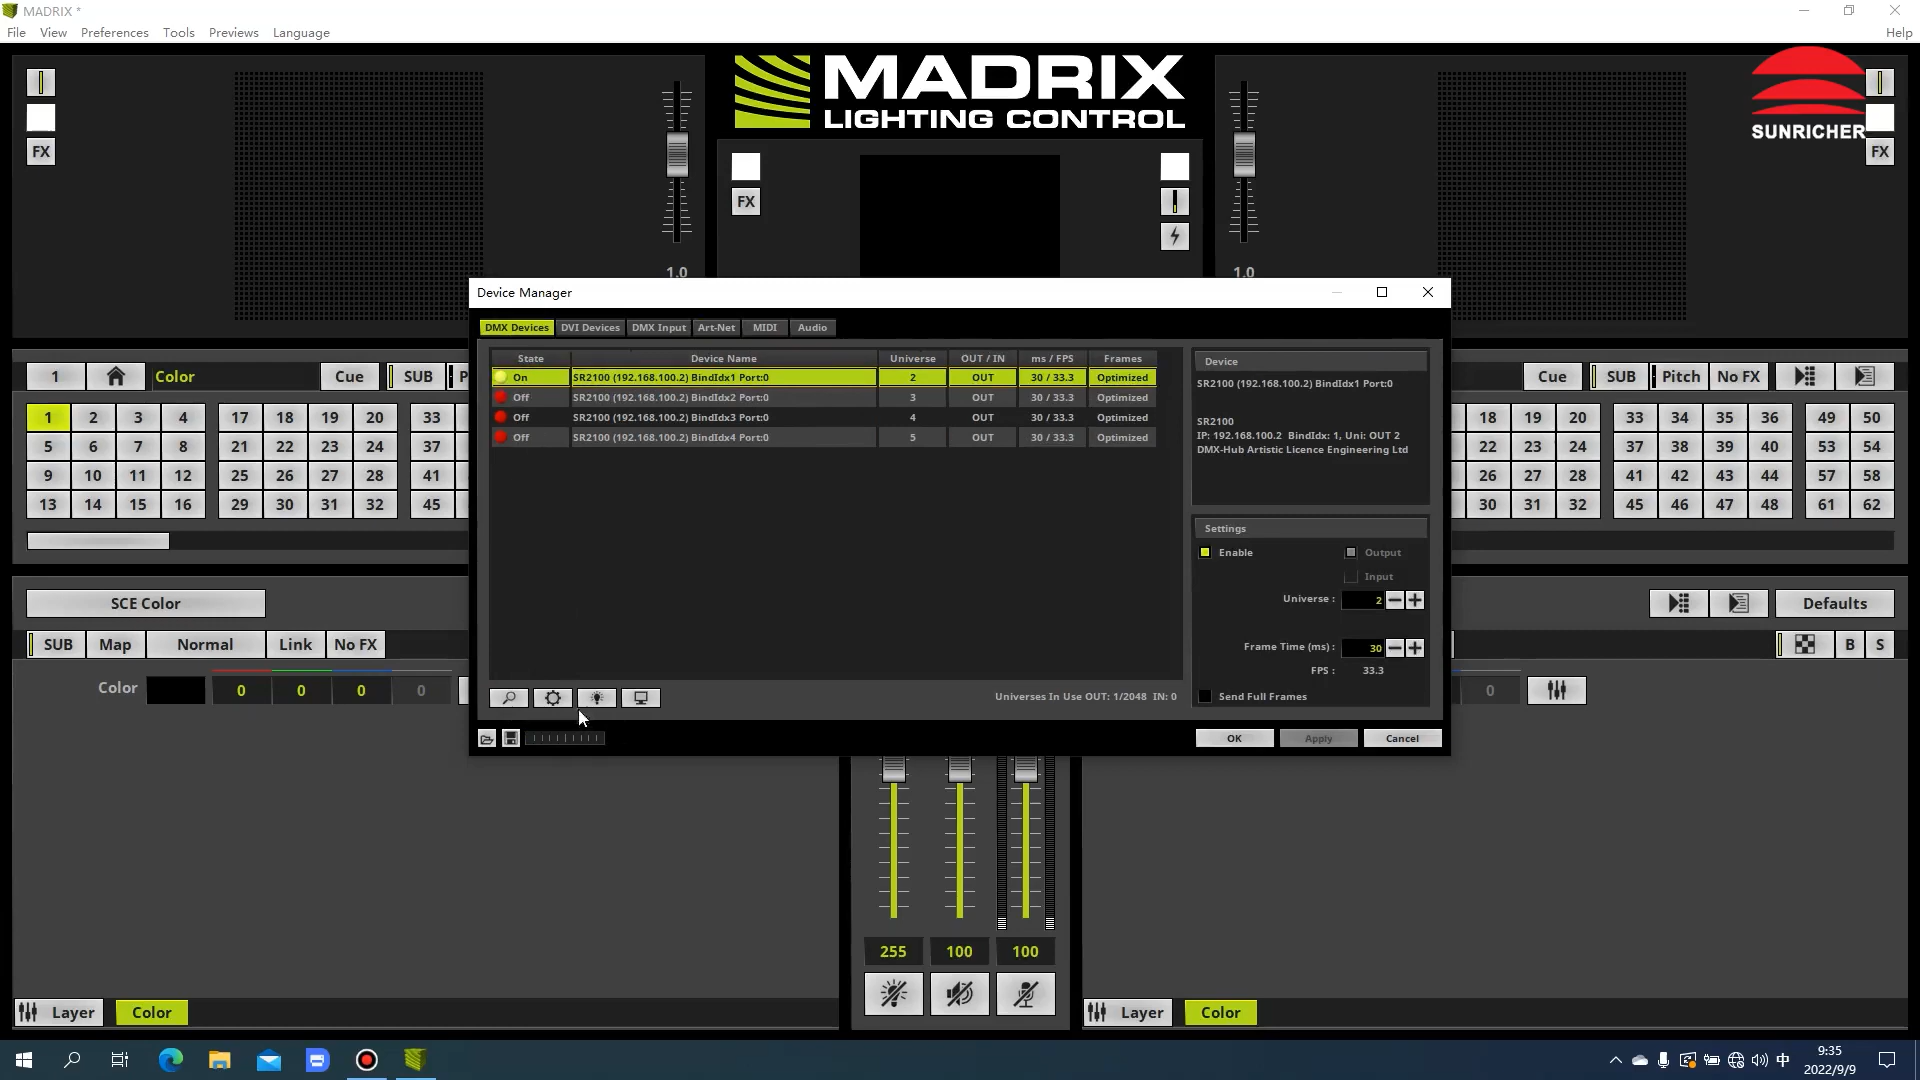 MADRIX *
File View Preferences Tools Previews Language Help
MADRIX
LIGHTING CONTROL
SUNRICHER
FX
FX
FX
1.0
1.0
Device Manager
DMX Devices DVI Devices DMX Input Art-Net MIDI Audio
State Device Name Universe OUT / IN ms / FPS Frames
On SR2100 (192.168.100.2) BindIdx1 Port:0 2 OUT 30 / 33.3 Optimized
Off SR2100 (192.168.100.2) BindIdx2 Port:0 3 OUT 30 / 33.3 Optimized
Off SR2100 (192.168.100.2) BindIdx3 Port:0 4 OUT 30 / 33.3 Optimized
Off SR2100 (192.168.100.2) BindIdx4 Port:0 5 OUT 30 / 33.3 Optimized
Device
SR2100 (192.168.100.2) BindIdx1 Port:0
SR2100
IP: 192.168.100.2 BindIdx: 1, Uni: OUT 2
DMX-Hub Artistic Licence Engineering Ltd
Settings
Enable Output
Input
Universe : 2
Frame Time (ms) : 30
FPS : 33.3
Send Full Frames
Universes In Use OUT: 1/2048 IN: 0
OK Apply Cancel
1 Color Cue SUB P
1 2 3 4 17 18 19 20 33
5 6 7 8 21 22 23 24 37
9 10 11 12 25 26 27 28 41
13 14 15 16 29 30 31 32 45
Cue SUB Pitch No FX
18 19 20 33 34 35 36 49 50
22 23 24 37 38 39 40 53 54
26 27 28 41 42 43 44 57 58
30 31 32 45 46 47 48 61 62
SCE Color
SUB Map Normal Link No FX
Color 0 0 0 0
Defaults
B S
0
255 100 100
Layer Color
Layer Color
中
9:35
2022/9/9